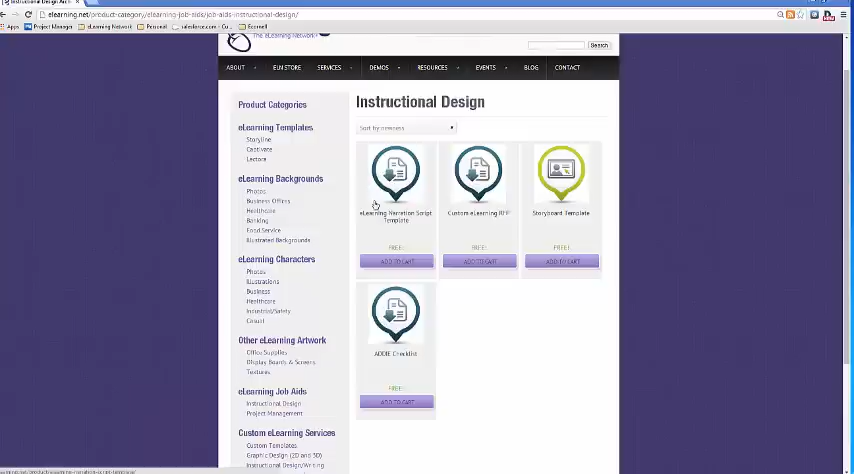 Instructional Design Arch
elearning.net/product-category/elearning-job-aids/job-aids-instructional-design/
Apps Project Manager eLearning Network Personal salesforce.com - Cu... Ecornell
The eLearning Network
Search
ABOUT ELN STORE SERVICES DEMOS RESOURCES EVENTS BLOG CONTACT
Product Categories
eLearning Templates
Storyline
Captivate
Lectora
eLearning Backgrounds
Photos
Business Offices
Healthcare
Banking
Food Service
Illustrated Backgrounds
eLearning Characters
Photos
Illustrations
Business
Healthcare
Industrial/Safety
Casual
Other eLearning Artwork
Office Supplies
Display Boards & Screens
Textures
eLearning Job Aids
Instructional Design
Project Management
Custom eLearning Services
Custom Templates
Graphic Design (2D and 3D)
Instructional Design/Writing
Instructional Design
Sort by newness
eLearning Narration Script
Template
FREE!
ADD TO CART
Custom eLearning RFP
FREE!
ADD TO CART
Storyboard Template
FREE!
ADD TO CART
ADDIE Checklist
FREE!
ADD TO CART